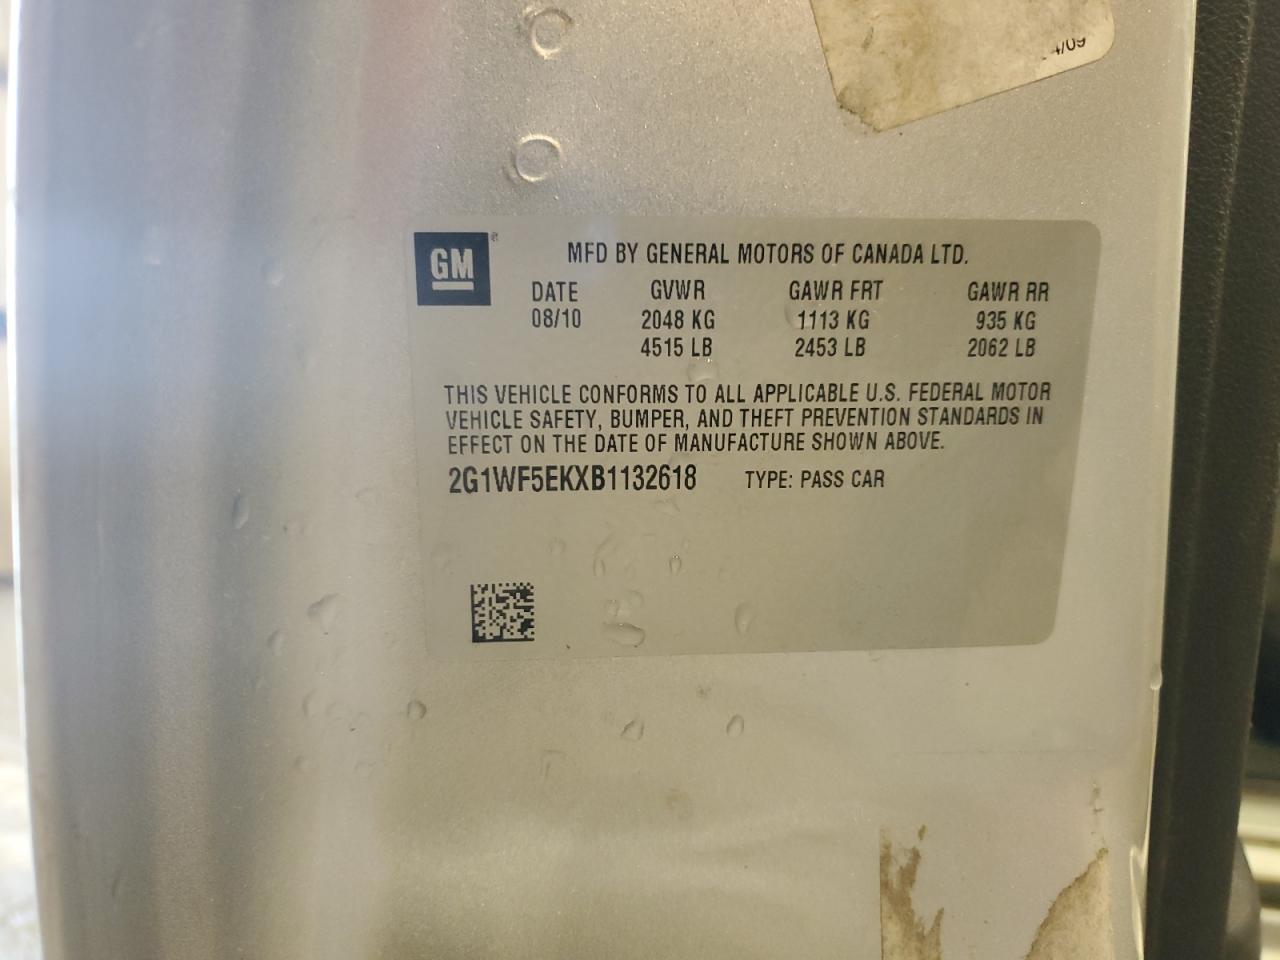 4/09
GM
MFD BY GENERAL MOTORS OF CANADA LTD.
DATE GVWR GAWR FRT GAWR RR
08/10 2048 KG 1113 KG 935 KG
4515 LB 2453 LB 2062 LB
THIS VEHICLE CONFORMS TO ALL APPLICABLE U.S. FEDERAL MOTOR
VEHICLE SAFETY, BUMPER, AND THEFT PREVENTION STANDARDS IN
EFFECT ON THE DATE OF MANUFACTURE SHOWN ABOVE.
2G1WF5EKXB1132618 TYPE: PASS CAR